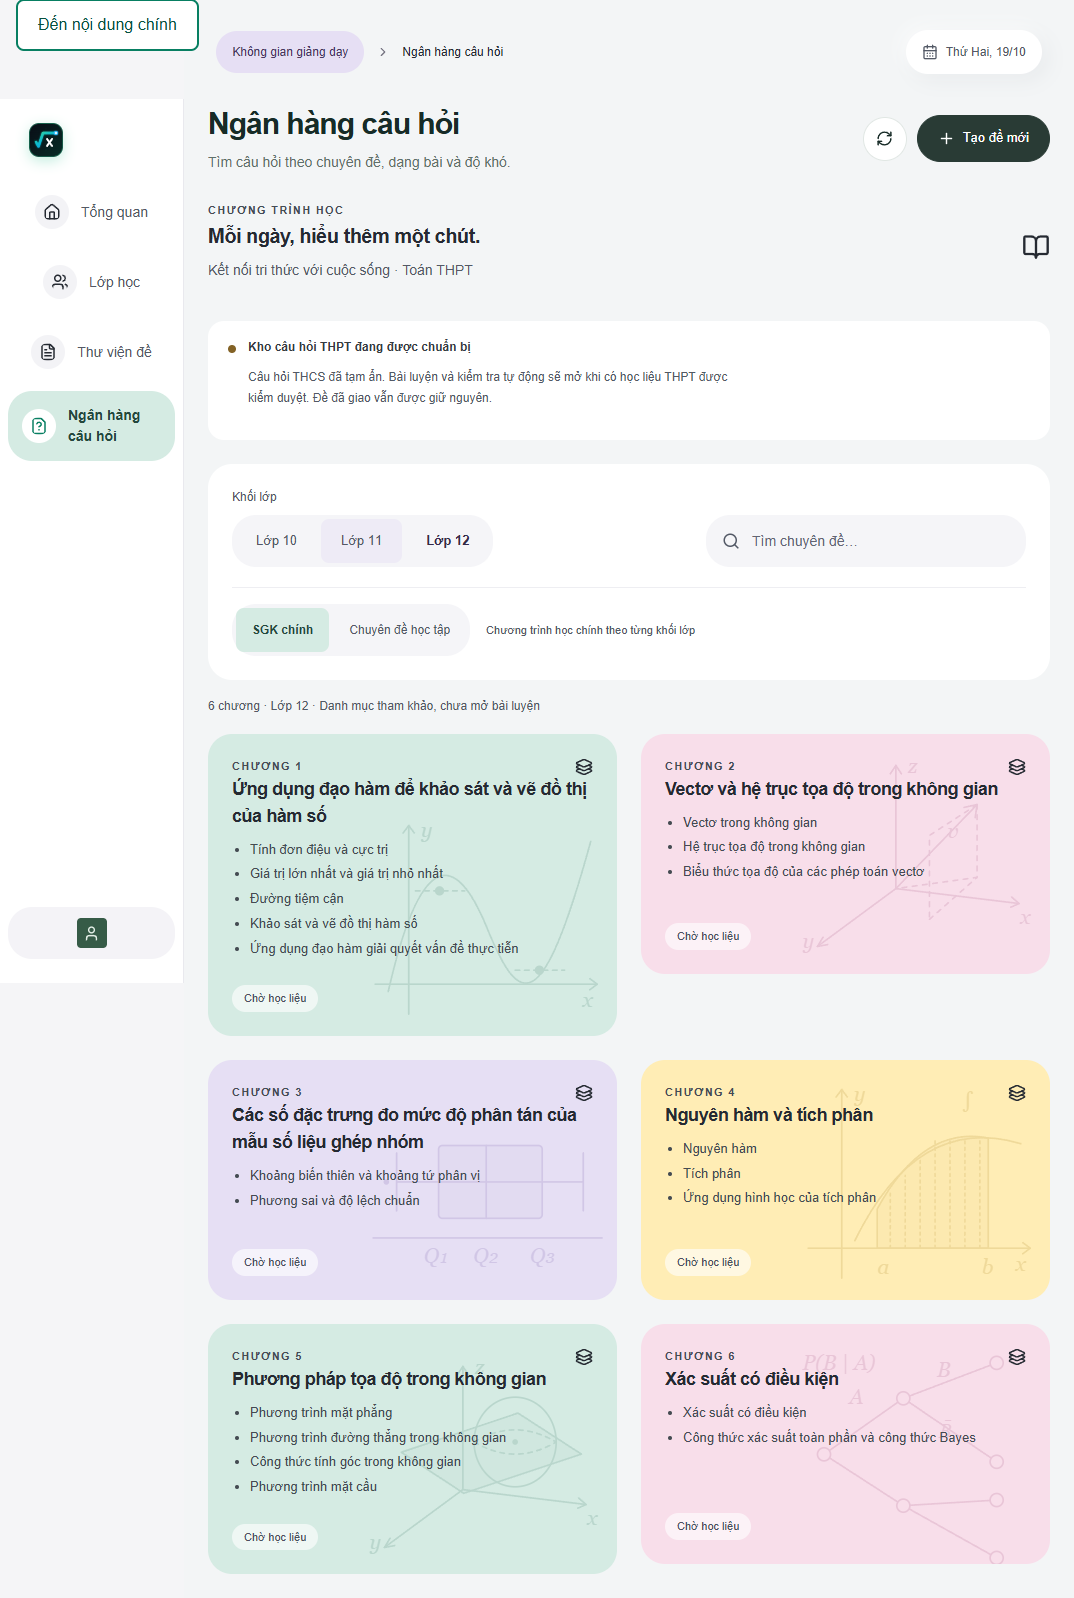 Đến nội dung chính
Không gian giảng dạy
Ngân hàng câu hỏi
Thứ Hai, 19/10
√x
Tổng quan
Lớp học
Thư viện đề
Ngân hàng
câu hỏi
Ngân hàng câu hỏi
Tìm câu hỏi theo chuyên đề, dạng bài và độ khó.
Tạo đề mới
CHƯƠNG TRÌNH HỌC
Mỗi ngày, hiểu thêm một chút.
Kết nối tri thức với cuộc sống · Toán THPT
Kho câu hỏi THPT đang được chuẩn bị
Câu hỏi THCS đã tạm ẩn. Bài luyện và kiểm tra tự động sẽ mở khi có học liệu THPT được
kiểm duyệt. Đề đã giao vẫn được giữ nguyên.
Khối lớp
Lớp 10
Lớp 11
Lớp 12
Tìm chuyên đề...
SGK chính
Chuyên đề học tập
Chương trình học chính theo từng khối lớp
6 chương · Lớp 12 · Danh mục tham khảo, chưa mở bài luyện
CHƯƠNG 1
Ứng dụng đạo hàm để khảo sát và vẽ đồ thị
của hàm số
Tính đơn điệu và cực trị
Giá trị lớn nhất và giá trị nhỏ nhất
Đường tiệm cận
Khảo sát và vẽ đồ thị hàm số
Ứng dụng đạo hàm giải quyết vấn đề thực tiễn
Chờ học liệu
y
x
CHƯƠNG 2
Vectơ và hệ trục tọa độ trong không gian
Vectơ trong không gian
Hệ trục tọa độ trong không gian
Biểu thức tọa độ của các phép toán vectơ
Chờ học liệu
z
v
x
y
CHƯƠNG 3
Các số đặc trưng đo mức độ phân tán của
mẫu số liệu ghép nhóm
Khoảng biến thiên và khoảng tứ phân vị
Phương sai và độ lệch chuẩn
Chờ học liệu
Q₁ Q₂ Q₃
CHƯƠNG 4
Nguyên hàm và tích phân
Nguyên hàm
Tích phân
Ứng dụng hình học của tích phân
Chờ học liệu
y
∫
a b x
CHƯƠNG 5
Phương pháp tọa độ trong không gian
Phương trình mặt phẳng
Phương trình đường thẳng trong không gian
Công thức tính góc trong không gian
Phương trình mặt cầu
Chờ học liệu
z
x
y
CHƯƠNG 6
Xác suất có điều kiện
Xác suất có điều kiện
Công thức xác suất toàn phần và công thức Bayes
Chờ học liệu
P(B | A)
A
B
B̄